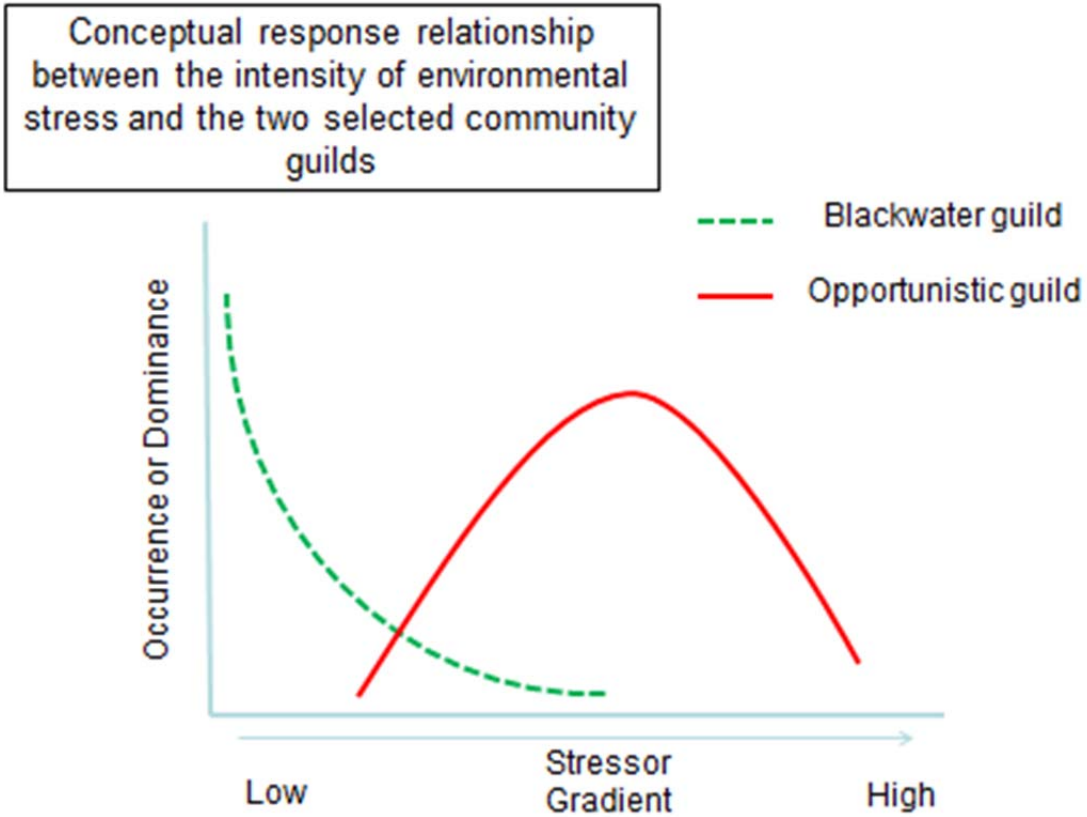 Conceptual response relationship
between the intensity of environmental
stress and the two selected community
guilds
Blackwater guild
Opportunistic guild
Occurrence or Dominance
Stressor
Gradient
Low
High